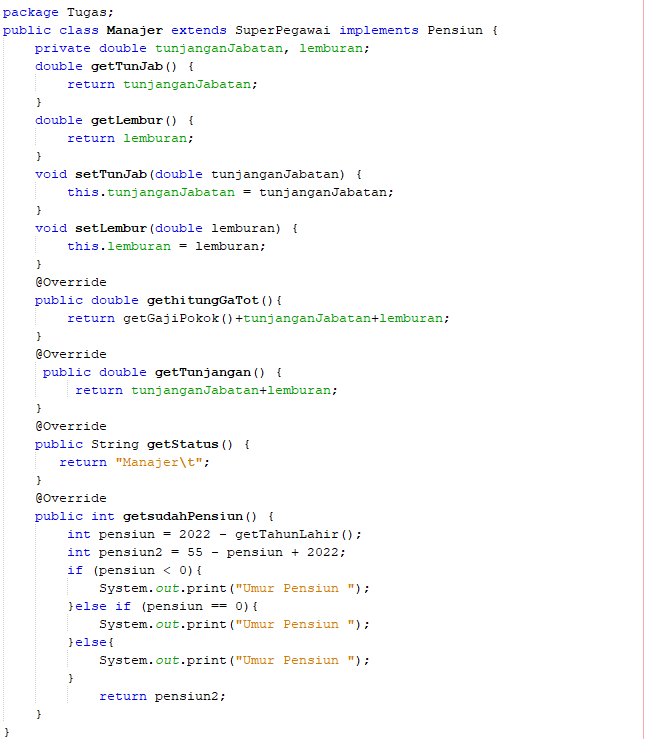 package Tugas;
public class Manajer extends SuperPegawai implements Pensiun {
    private double tunjanganJabatan, lemburan;
    double getTunJab() {
        return tunjanganJabatan;
    }
    double getLembur() {
        return lemburan;
    }
    void setTunJab(double tunjanganJabatan) {
        this.tunjanganJabatan = tunjanganJabatan;
    }
    void setLembur(double lemburan) {
        this.lemburan = lemburan;
    }
    @Override
    public double gethitungGaTot(){
        return getGajiPokok()+tunjanganJabatan+lemburan;
    }
    @Override
     public double getTunjangan() {
         return tunjanganJabatan+lemburan;
    }
    @Override
    public String getStatus() {
       return "Manajer\t";
    }
    @Override
    public int getsudahPensiun() {
        int pensiun = 2022 - getTahunLahir();
        int pensiun2 = 55 - pensiun + 2022;
        if (pensiun < 0){
            System.out.print("Umur Pensiun ");
        }else if (pensiun == 0){
            System.out.print("Umur Pensiun ");
        }else{
            System.out.print("Umur Pensiun ");
        }
            return pensiun2;
    }
}